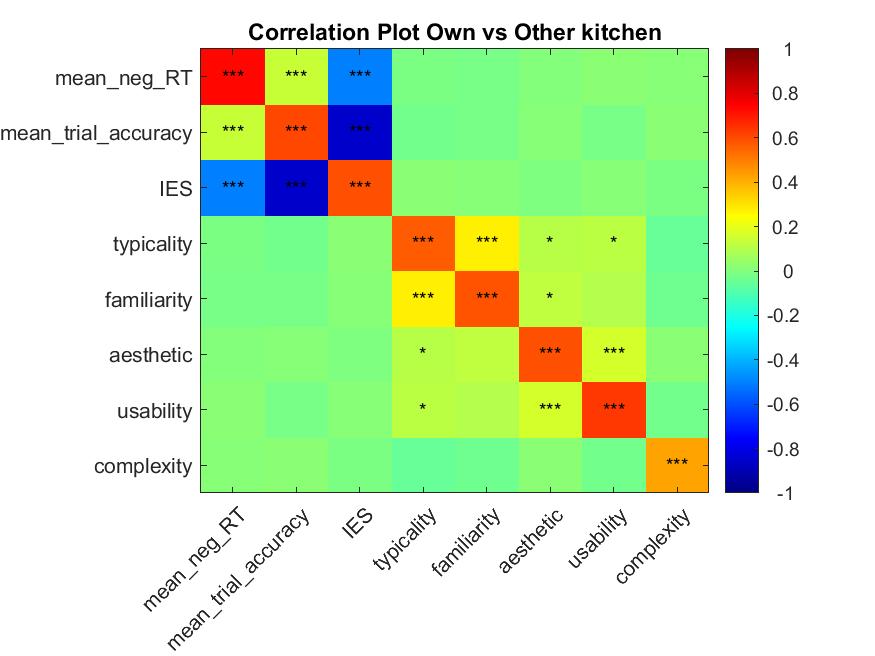 Correlation Plot Own vs Other kitchen
mean_neg_RT *** *** ***
mean_trial_accuracy *** *** ***
IES *** *** ***
typicality *** *** * *
familiarity *** *** *
aesthetic * *** ***
usability * *** ***
complexity ***
mean_neg_RT
mean_trial_accuracy
IES
typicality
familiarity
aesthetic
usability
complexity
1
0.8
0.6
0.4
0.2
0
-0.2
-0.4
-0.6
-0.8
-1